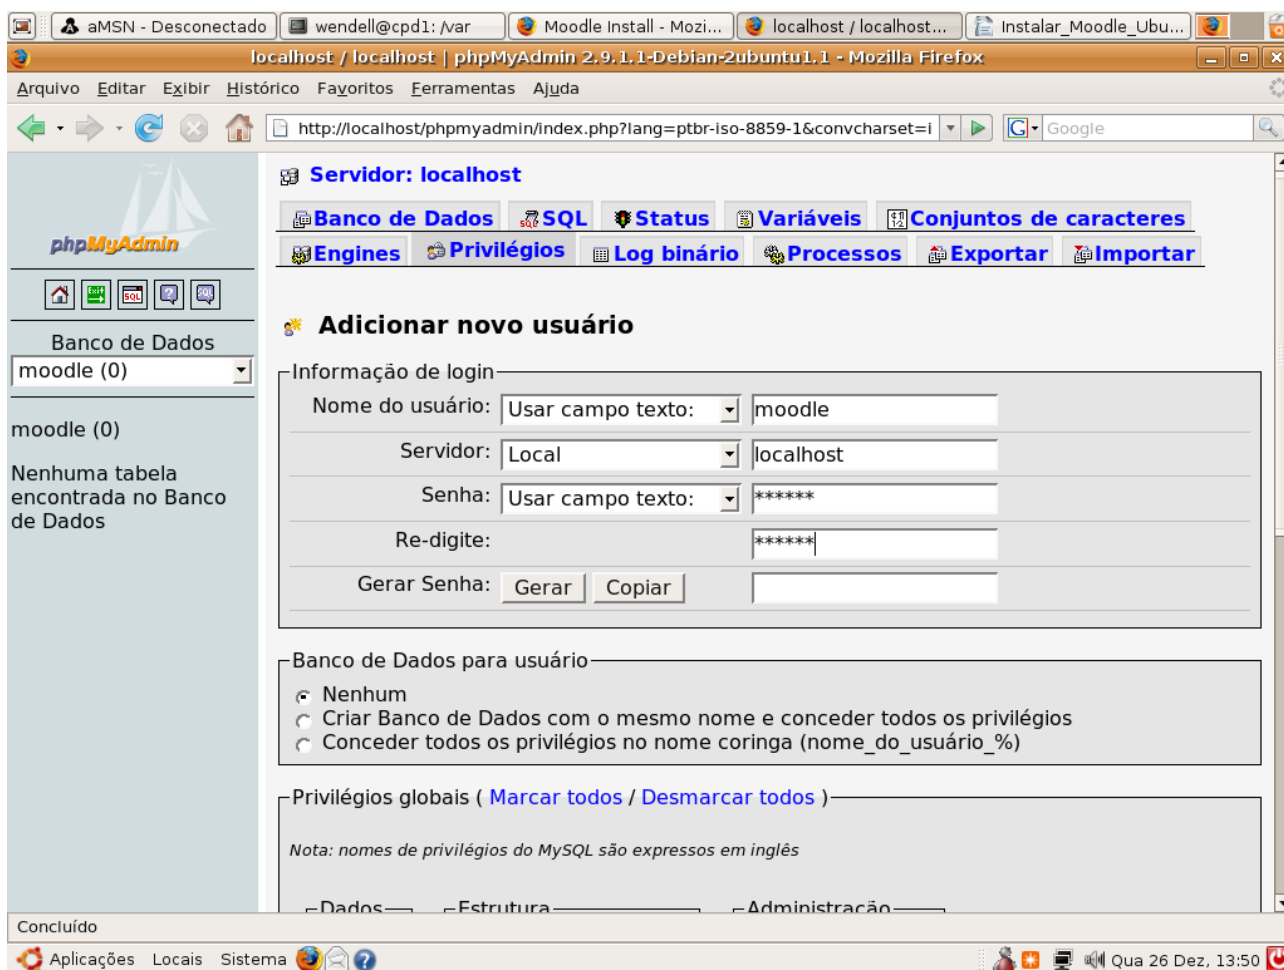 aMSN - Desconectado
wendell@cpd1: /var
Moodle Install - Mozi...
localhost / localhost...
Instalar_Moodle_Ubu...
localhost / localhost | phpMyAdmin 2.9.1.1-Debian-2ubuntu1.1 - Mozilla Firefox
Arquivo Editar Exibir Histórico Favoritos Ferramentas Ajuda
http://localhost/phpmyadmin/index.php?lang=ptbr-iso-8859-1&convcharset=i
G Google
phpMyAdmin
Exit SQL ? SQL
Banco de Dados
moodle (0)
moodle (0)
Nenhuma tabela
encontrada no Banco
de Dados
Servidor: localhost
Banco de Dados SQL Status Variáveis Conjuntos de caracteres
Engines Privilégios Log binário Processos Exportar Importar
Adicionar novo usuário
Informação de login
Nome do usuário: Usar campo texto: moodle
Servidor: Local localhost
Senha: Usar campo texto: ******
Re-digite: ******
Gerar Senha: Gerar Copiar
Banco de Dados para usuário
Nenhum
Criar Banco de Dados com o mesmo nome e conceder todos os privilégios
Conceder todos os privilégios no nome coringa (nome_do_usuário_%)
Privilégios globais ( Marcar todos / Desmarcar todos )
Nota: nomes de privilégios do MySQL são expressos em inglês
Dados Estrutura Administração
Concluído
Aplicações Locais Sistema
Qua 26 Dez, 13:50